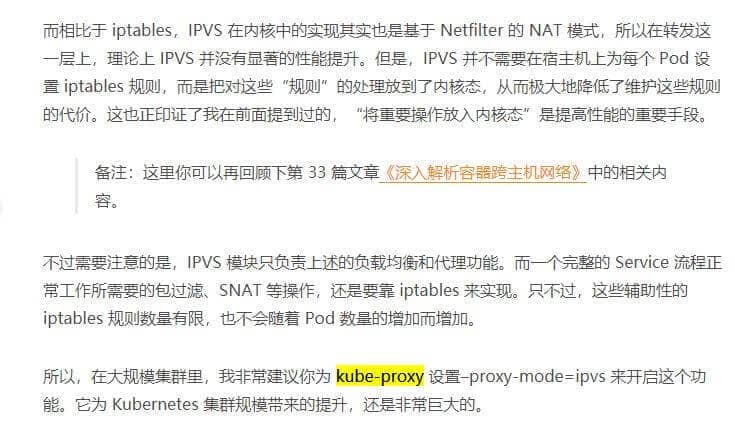 而相比于 iptables，IPVS 在内核中的实现其实也是基于 Netfilter 的 NAT 模式，所以在转发这
一层上，理论上 IPVS 并没有显著的性能提升。但是，IPVS 并不需要在宿主机上为每个 Pod 设
置 iptables 规则，而是把对这些“规则”的处理放到了内核态，从而极大地降低了维护这些规则
的代价。这也正印证了我在前面提到过的，“将重要操作放入内核态”是提高性能的重要手段。
备注：这里你可以再回顾下第 33 篇文章《深入解析容器跨主机网络》中的相关内
容。
不过需要注意的是，IPVS 模块只负责上述的负载均衡和代理功能。而一个完整的 Service 流程正
常工作所需要的包过滤、SNAT 等操作，还是要靠 iptables 来实现。只不过，这些辅助性的
iptables 规则数量有限，也不会随着 Pod 数量的增加而增加。
所以，在大规模集群里，我非常建议你为 kube-proxy 设置–proxy-mode=ipvs 来开启这个功
能。它为 Kubernetes 集群规模带来的提升，还是非常巨大的。